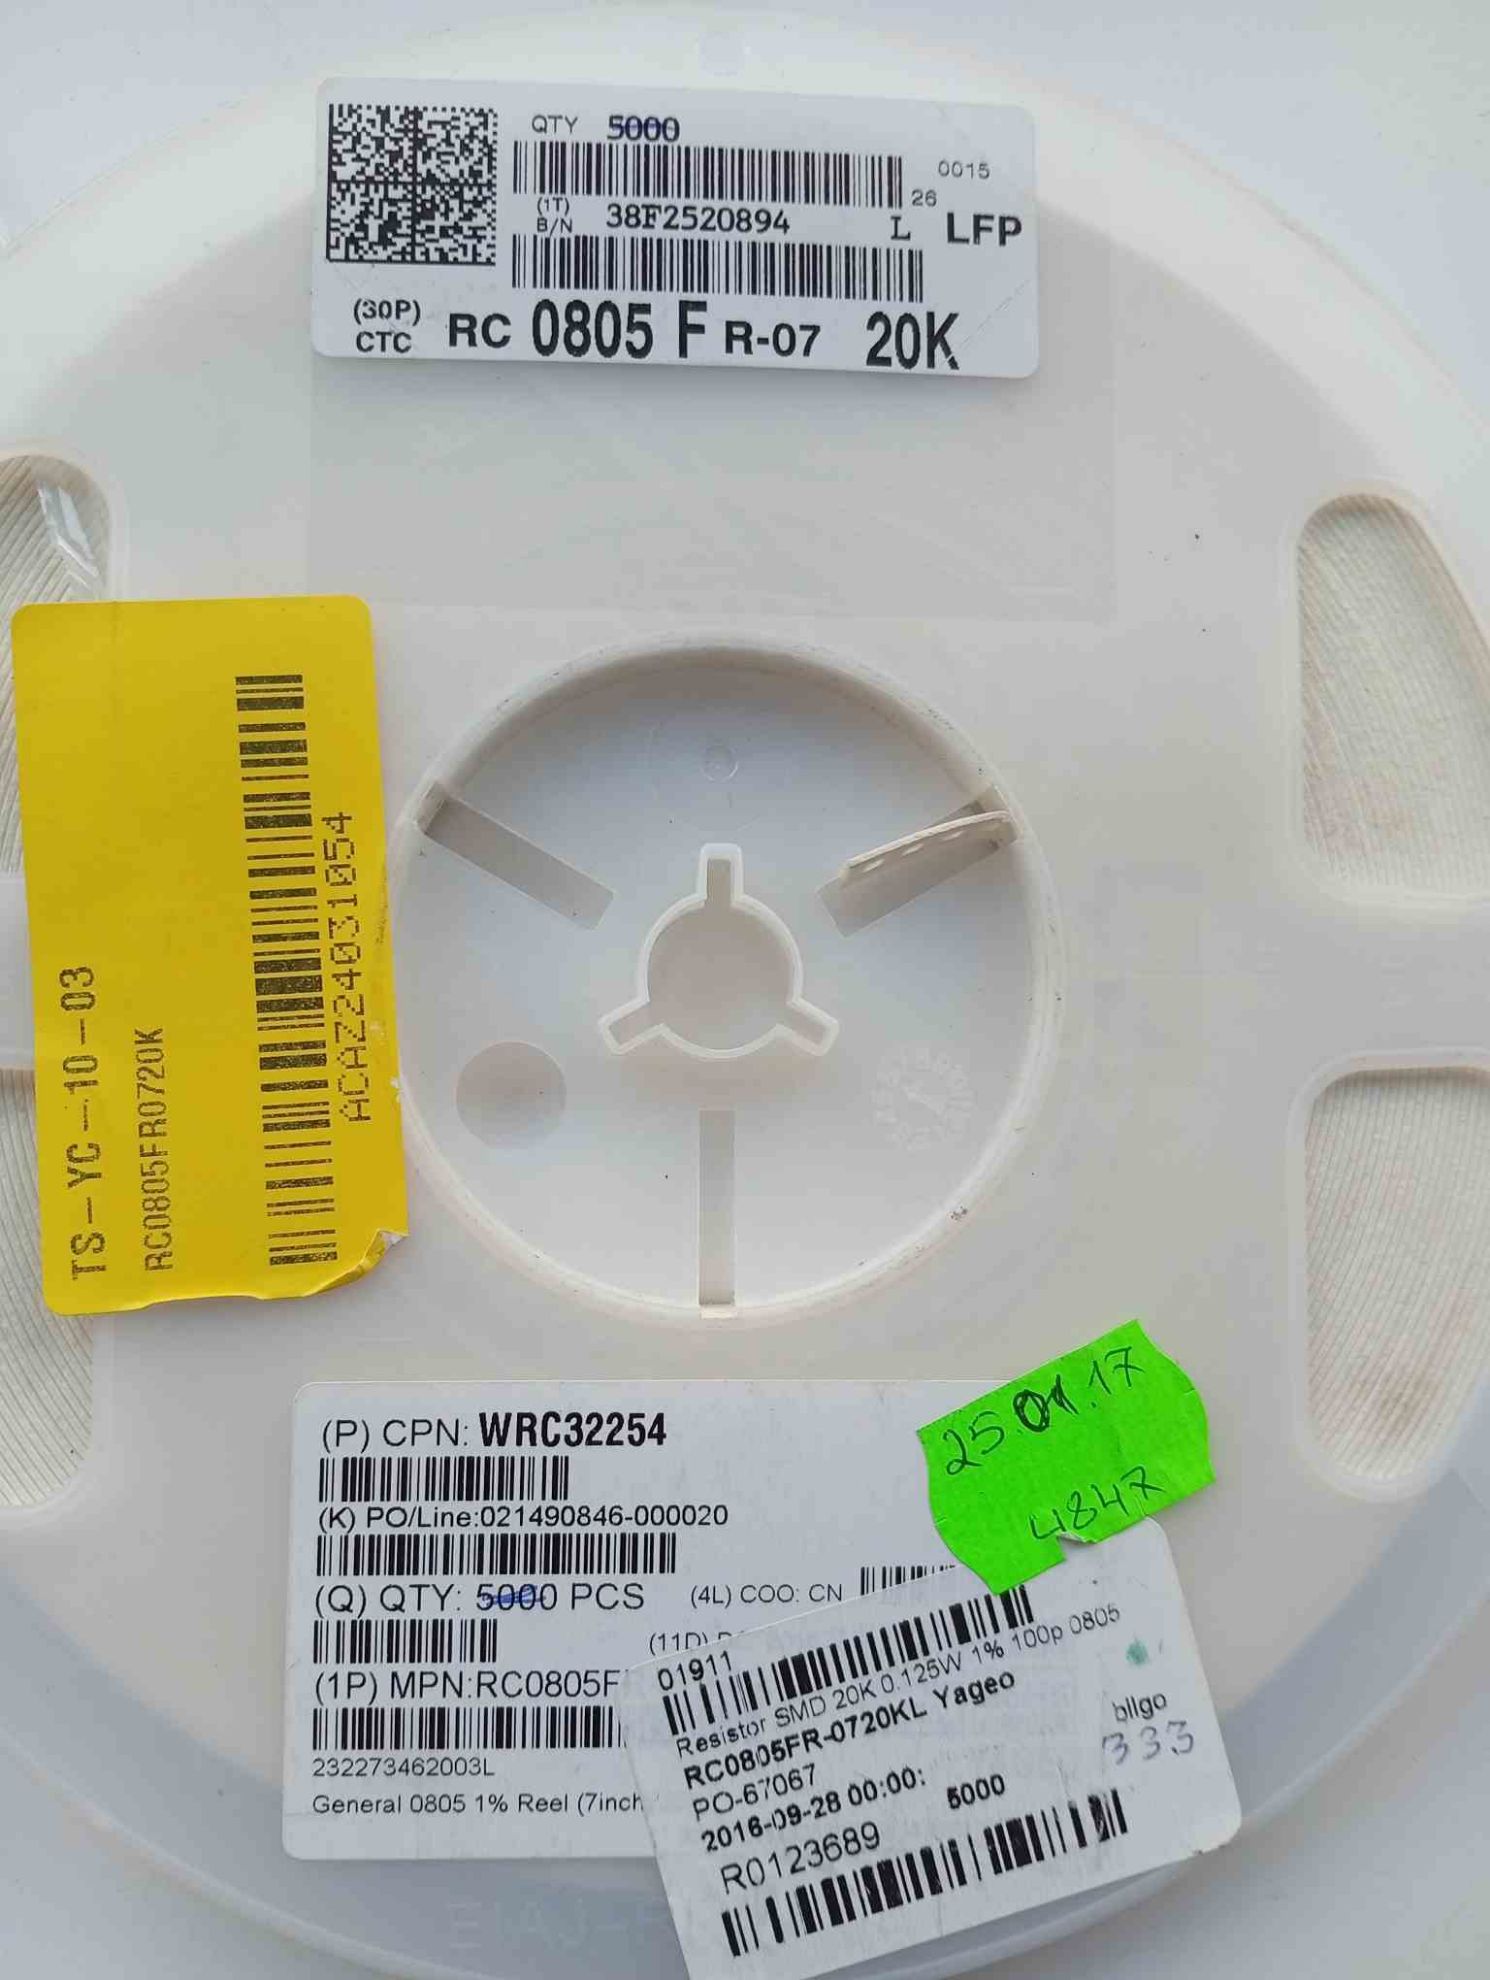 QTY 5000
0015
26
(1T)
B/N 38F2520894 L LFP
(30P)
CTC RC 0805 F R-07 20K
TS-YC-10-03
RC0805FR0720K
ACAZ24031054
(P) CPN: WRC32254
(K) PO/Line:021490846-000020
(Q) QTY: 5000 PCS (4L) COO: CN
(11D)
(1P) MPN:RC0805F
232273462003L
General 0805 1% Reel (7inch
25.01.17
4847
01911
Resistor SMD 20K 0.125W 1% 100p 0805
RC0805FR-0720KL Yageo
PO-67067
bilgo
333
2016-09-28 00:00: 5000
R0123689